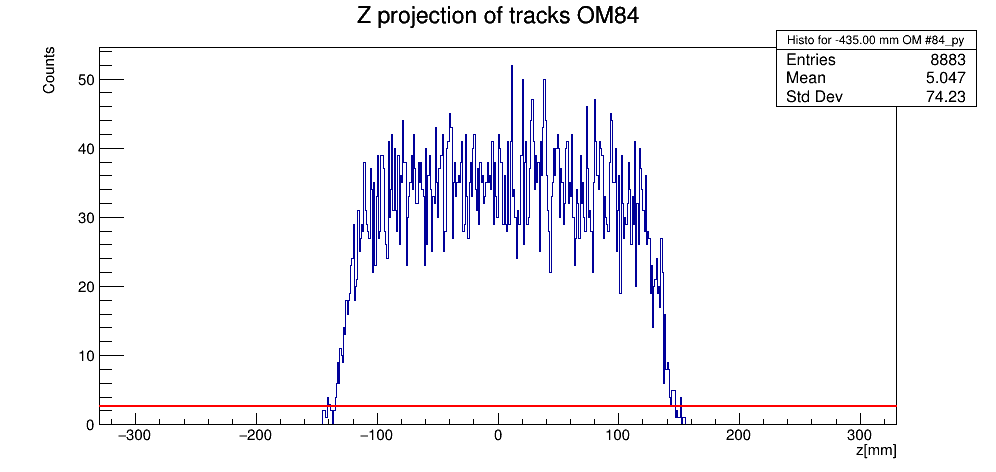 Z projection of tracks OM84
Histo for -435.00 mm OM #84_py
Entries 8883
Mean 5.047
Std Dev 74.23
Counts
50
40
30
20
10
0
−300 −200 −100 0 100 200 300
z[mm]